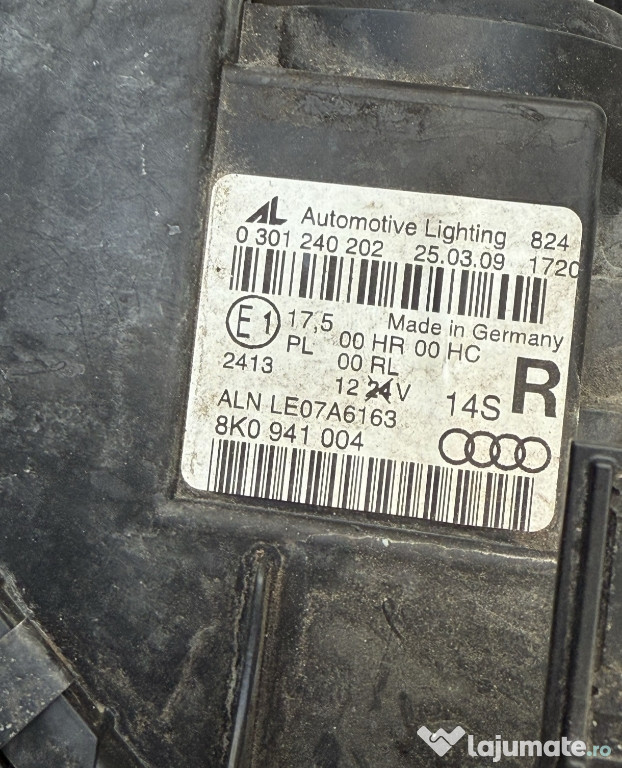 AL Automotive Lighting 824
0 301 240 202 25.03.09 1720
E1 17,5 Made in Germany
PL 00 HR 00 HC
2413 00 RL
12 24 V
ALN LE07A6163 14S R
8K0 941 004
lajumate.ro